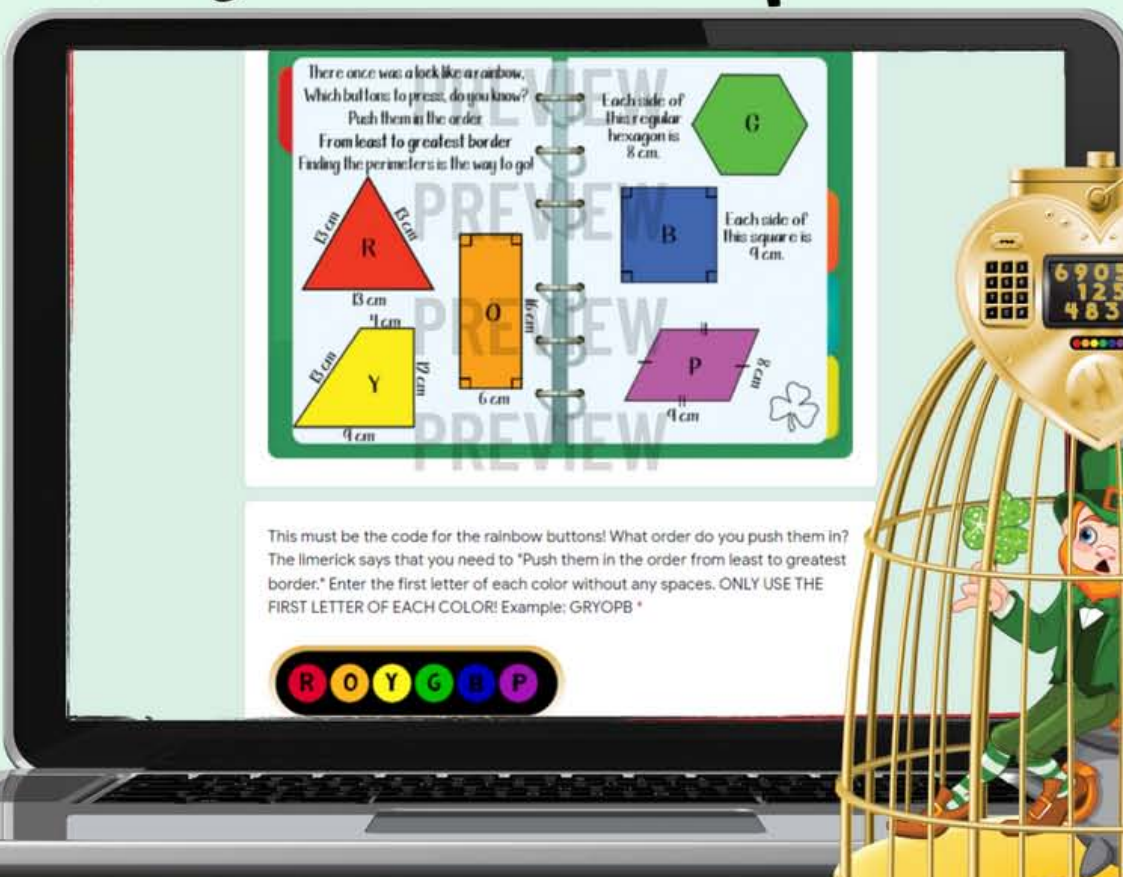 There once was a lock like a rainbow,
Which buttons to press, do you know?
Push them in the order
From least to greatest border
Finding the perimeters is the way to go!
R
13 cm
13 cm
13 cm
O
16 cm
6 cm
Y
4 cm
13 cm
12 cm
9 cm
Each side of
this regular
hexagon is
8 cm.
G
B
Each side of
this square is
9 cm.
P
8 cm
9 cm
PREVIEW
PREVIEW
PREVIEW
PREVIEW
This must be the code for the rainbow buttons! What order do you push them in?
The limerick says that you need to "Push them in the order from least to greatest
border." Enter the first letter of each color without any spaces. ONLY USE THE
FIRST LETTER OF EACH COLOR! Example: GRYOPB *
R O Y G B P
6905
125
483